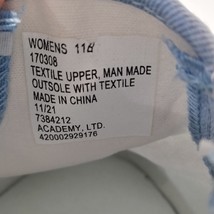 WOMENS 11B
170308
TEXTILE UPPER, MAN MADE
OUTSOLE WITH TEXTILE
MADE IN CHINA
11/21
7384212
ACADEMY, LTD.
420002929176